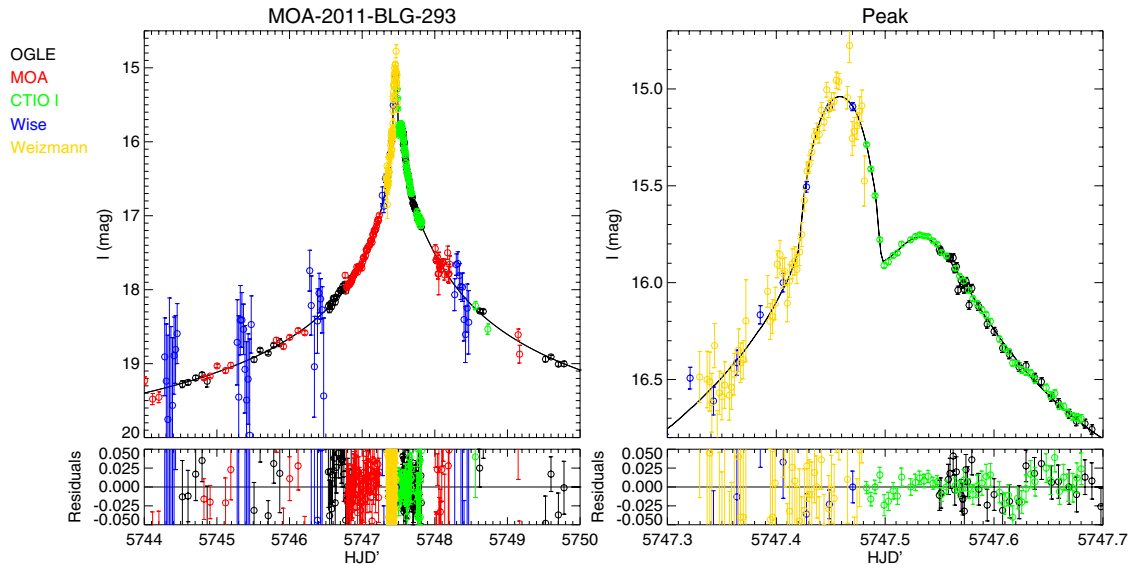 MOA-2011-BLG-293
Peak
OGLE
MOA
CTIO I
Wise
Weizmann
I (mag)
15
16
17
18
19
20
I (mag)
15.0
15.5
16.0
16.5
Residuals
0.050
0.025
0.000
-0.025
-0.050
Residuals
0.050
0.025
0.000
-0.025
-0.050
5744 5745 5746 5747 5748 5749 5750
HJD'
5747.3 5747.4 5747.5 5747.6 5747.7
HJD'